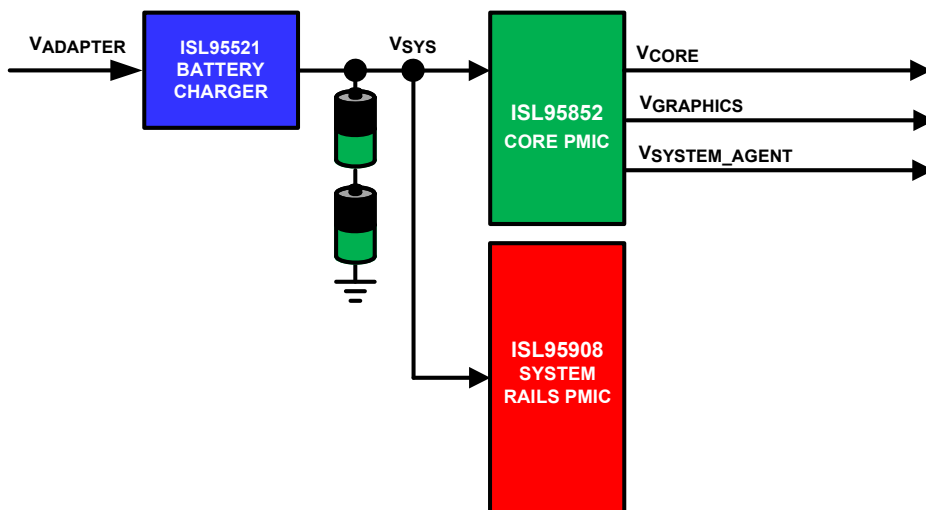 VADAPTER
ISL95521
BATTERY
CHARGER
VSYS
ISL95852
CORE PMIC
VCORE
VGRAPHICS
VSYSTEM_AGENT
ISL95908
SYSTEM
RAILS PMIC